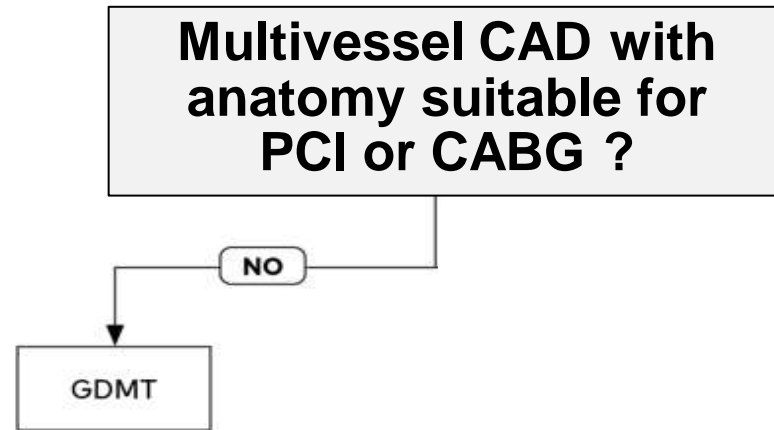 Multivessel CAD with
anatomy suitable for
PCI or CABG ?
NO
GDMT